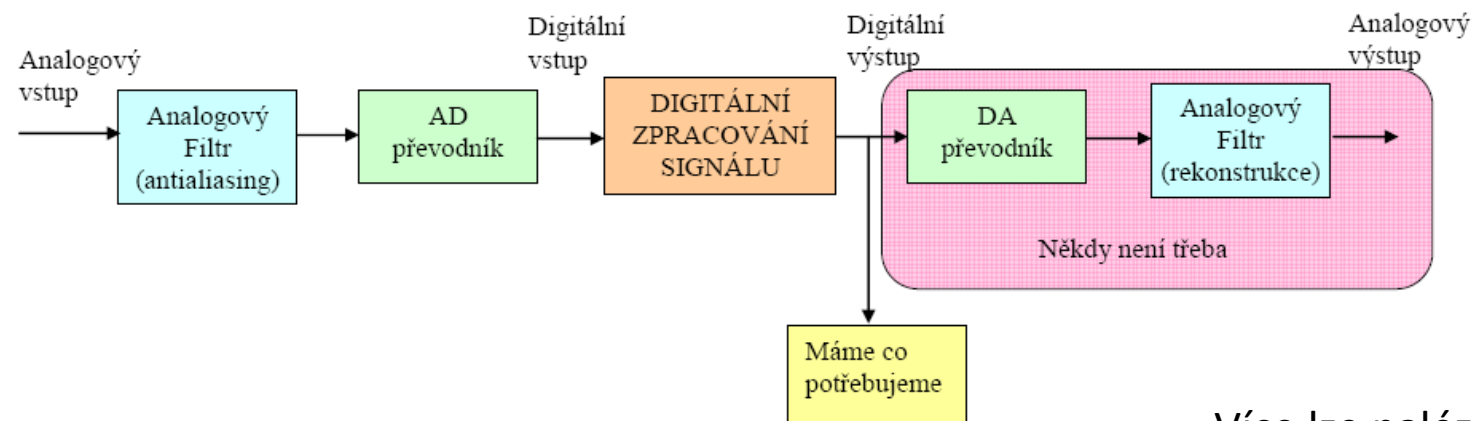 Analogový
vstup
Analogový
Filtr
(antialiasing)
AD
převodník
Digitální
vstup
DIGITÁLNÍ
ZPRACOVÁNÍ
SIGNÁLU
Digitální
výstup
DA
převodník
Analogový
Filtr
(rekonstrukce)
Analogový
výstup
Někdy není třeba
Máme co
potřebujeme